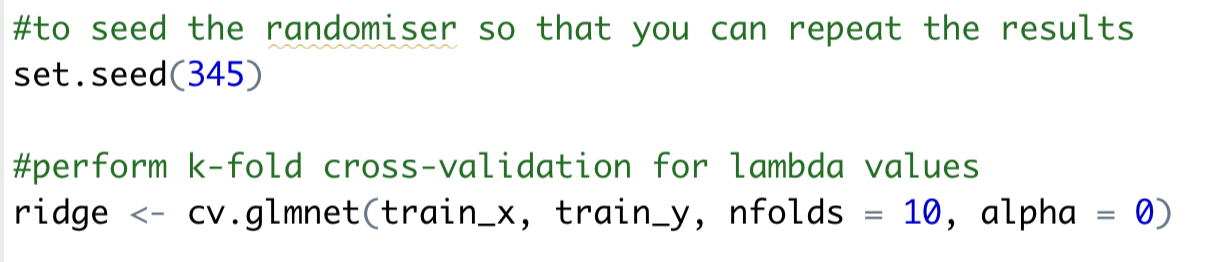 #to seed the randomiser so that you can repeat the results
set.seed(345)
#perform k-fold cross-validation for lambda values
ridge <- cv.glmnet(train_x, train_y, nfolds = 10, alpha = 0)